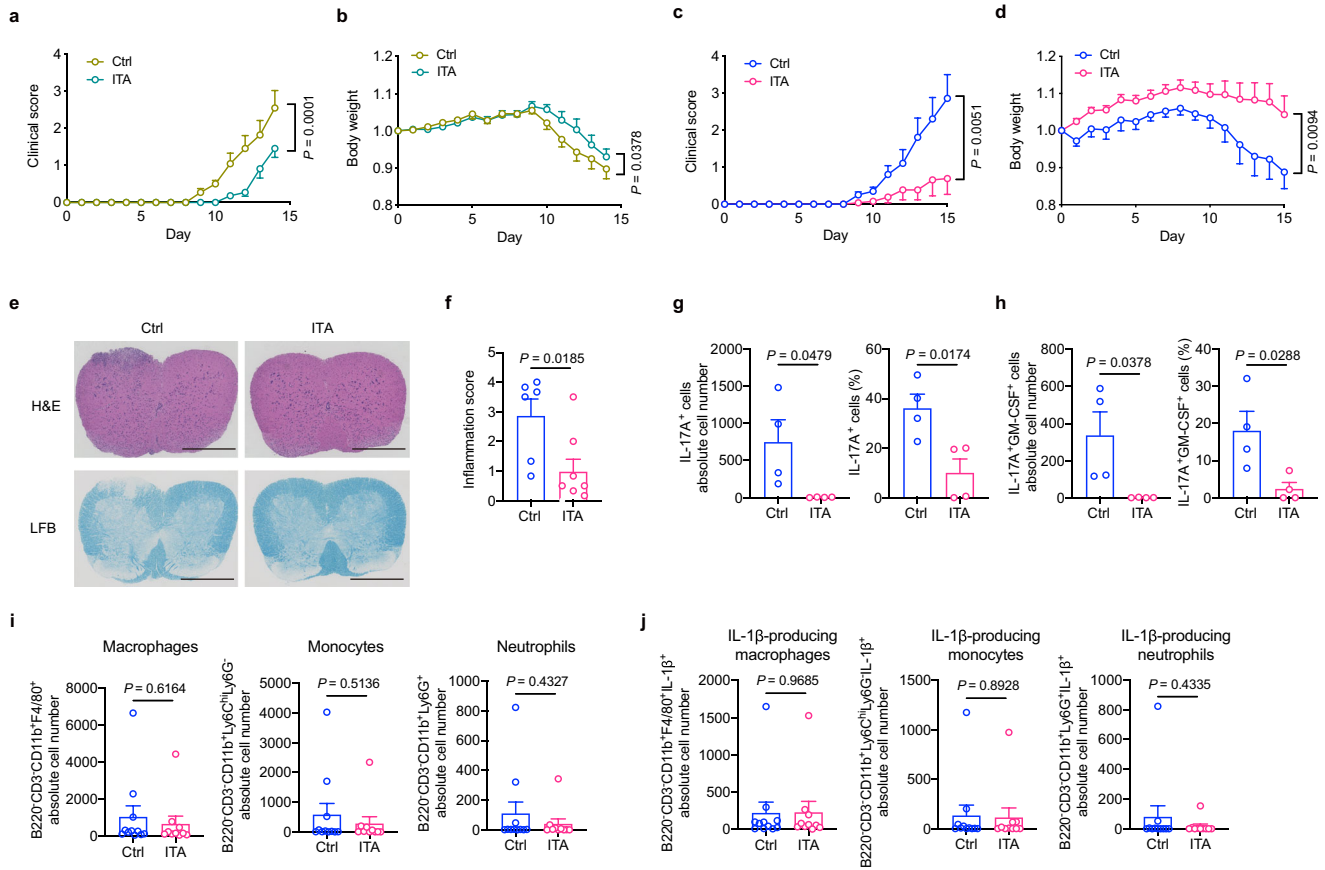 a
Clinical score
4
3
2
1
0
0 5 10 15
Day
Ctrl
ITA
P = 0.0001
b
Body weight
1.2
1.1
1.0
0.9
0.8
0 5 10 15
Day
Ctrl
ITA
P = 0.0378
c
Clinical score
4
3
2
1
0
0 5 10 15
Day
Ctrl
ITA
P = 0.0051
d
Body weight
1.2
1.1
1.0
0.9
0.8
0 5 10 15
Day
Ctrl
ITA
P = 0.0094
e
Ctrl ITA
H&E
LFB
f
Inflammation score
5
4
3
2
1
0
P = 0.0185
Ctrl ITA
g
IL-17A⁺ cells
absolute cell number
2000
1500
1000
500
0
P = 0.0479
Ctrl ITA
IL-17A⁺ cells (%)
60
40
20
0
P = 0.0174
Ctrl ITA
h
IL-17A⁺GM-CSF⁺ cells
absolute cell number
800
600
400
200
0
P = 0.0378
Ctrl ITA
IL-17A⁺GM-CSF⁺ cells (%)
40
30
20
10
0
P = 0.0288
Ctrl ITA
i
Macrophages
B220⁻CD3⁻CD11b⁺F4/80⁺
absolute cell number
8000
6000
4000
2000
0
P = 0.6164
Ctrl ITA
Monocytes
B220⁻CD3⁻CD11b⁺Ly6Cʰⁱ Ly6G⁻
absolute cell number
5000
4000
3000
2000
1000
0
P = 0.5136
Ctrl ITA
Neutrophils
B220⁻CD3⁻CD11b⁺Ly6G⁺
absolute cell number
1000
800
600
400
200
0
P = 0.4327
Ctrl ITA
j
IL-1β-producing
macrophages
B220⁻CD3⁻CD11b⁺F4/80⁺IL-1β⁺
absolute cell number
2000
1500
1000
500
0
P = 0.9685
Ctrl ITA
IL-1β-producing
monocytes
B220⁻CD3⁻CD11b⁺Ly6Cʰⁱ Ly6G⁻IL-1β⁺
absolute cell number
1500
1000
500
0
P = 0.8928
Ctrl ITA
IL-1β-producing
neutrophils
B220⁻CD3⁻CD11b⁺Ly6G⁺IL-1β⁺
absolute cell number
1000
800
600
400
200
0
P = 0.4335
Ctrl ITA